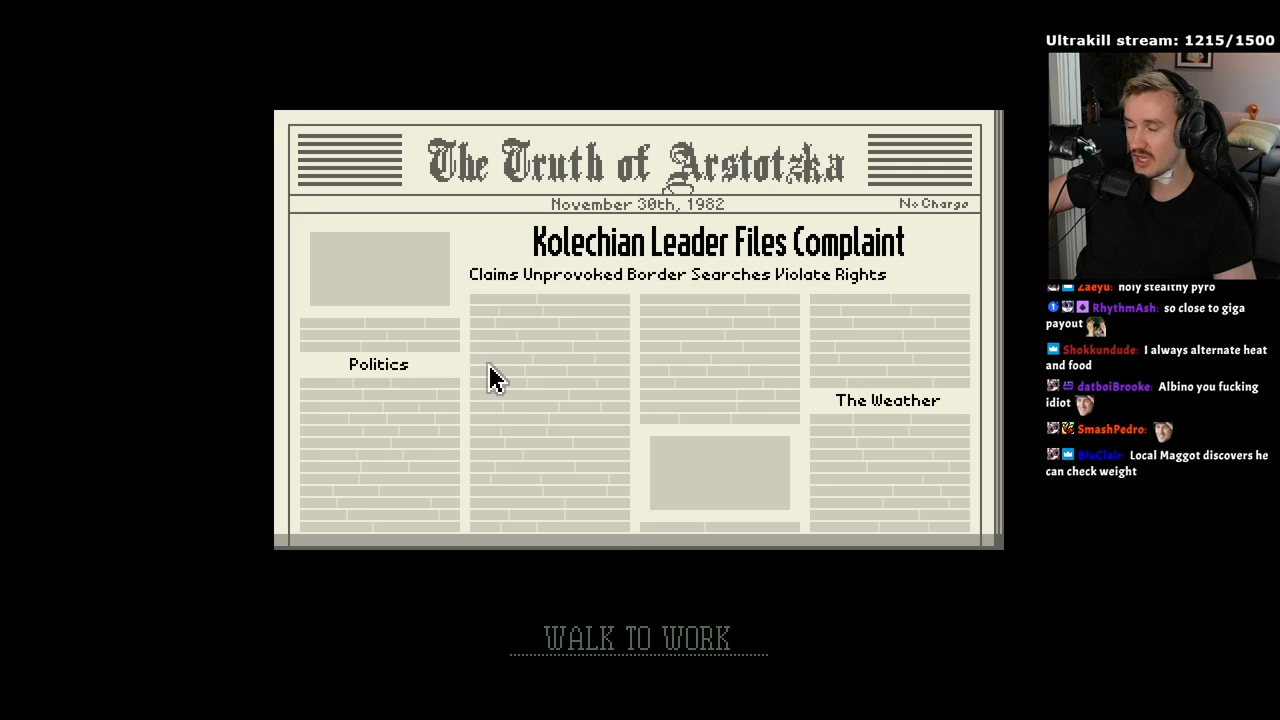 Ultrakill stream: 1215/1500
The Truth of Arstotzka
November 30th, 1982
No Charge
Kolechian Leader Files Complaint
Claims Unprovoked Border Searches Violate Rights
Politics
The Weather
WALK TO WORK
Zaeyu: holy stealthy pyro
RhythmAsh: so close to giga
payout
Shokkundude: I always alternate heat
and food
datboiBrooke: Albino you fucking
idiot
SmashPedro:
BluClair: Local Maggot discovers he
can check weight